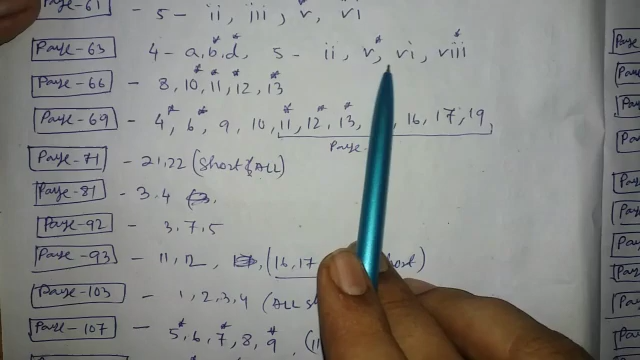 Page-61 - 5 - ii, iii, v*, vi
Page-63 4 - a, b*, d*, 5 - ii, v*, vi, viii*
Page-66 - 8, 10*, 11*, 12*, 13*
Page-69 - 4*, 6*, 9, 10, 11*, 12*, 13*, 16, 17, 19,
Page-71 - 21,22 (Short & ALL)
Page-81 - 3.4
Page-92 - 3,7,5
Page-93 - 11, 12, (16, 17 short)
Page-103 - 1, 2, 3, 4 (ALL
Page-107 - 5*, 6, 7*, 8, 9*